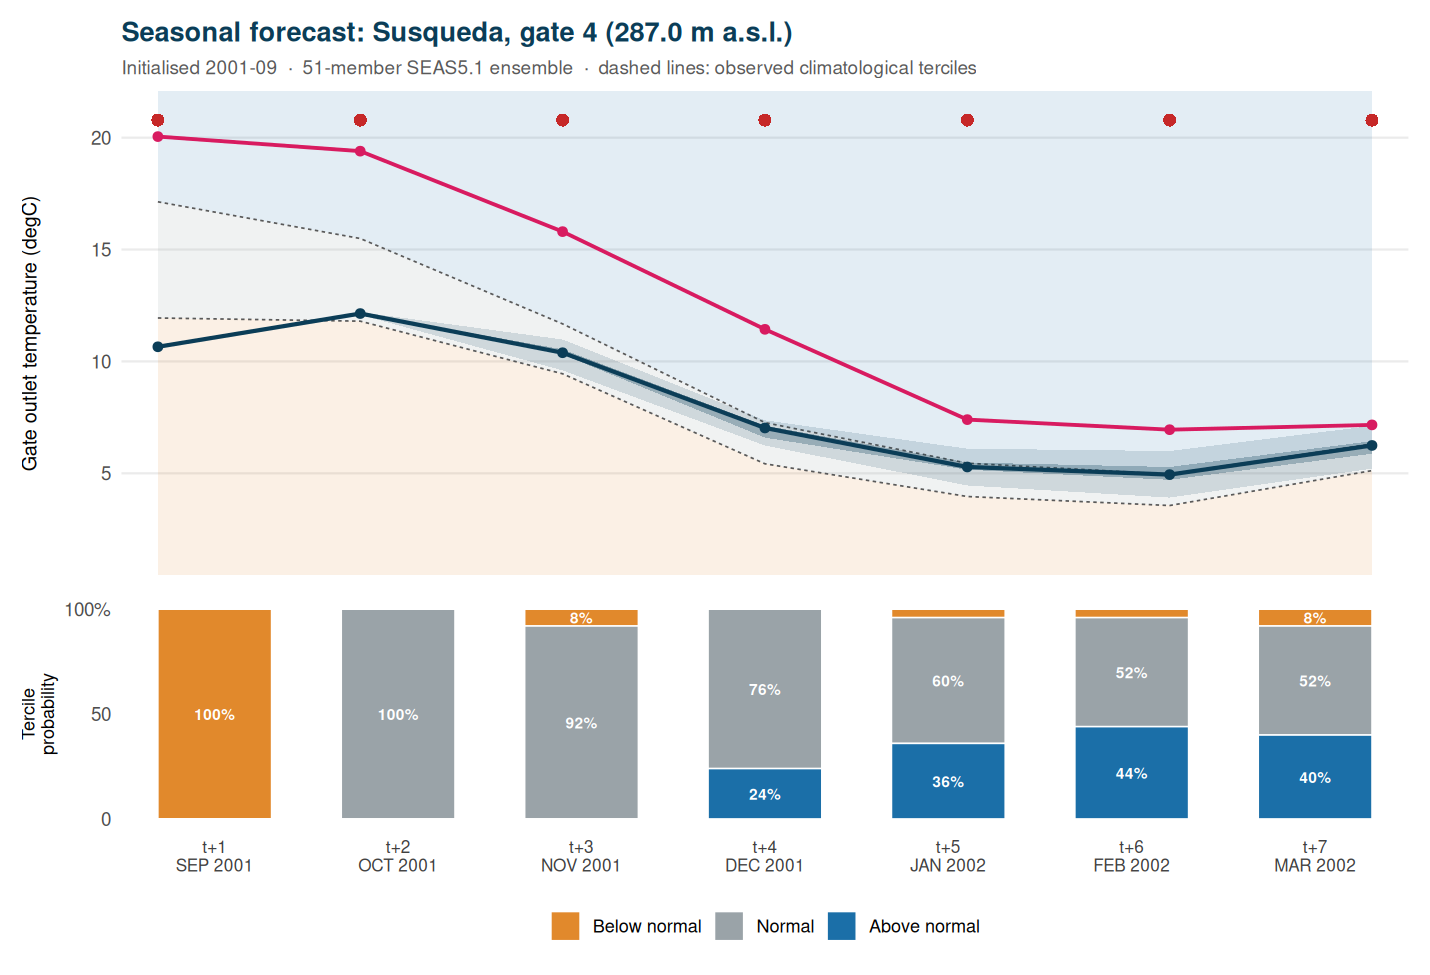 Seasonal forecast: Susqueda, gate 4 (287.0 m a.s.l.)
Initialised 2001-09 · 51-member SEAS5.1 ensemble · dashed lines: observed climatological terciles
Gate outlet temperature (degC)
20
15
10
5
Tercile
probability
100%
50
0
100%
100%
8%
92%
76%
24%
60%
36%
52%
44%
8%
52%
40%
t+1
SEP 2001
t+2
OCT 2001
t+3
NOV 2001
t+4
DEC 2001
t+5
JAN 2002
t+6
FEB 2002
t+7
MAR 2002
Below normal
Normal
Above normal